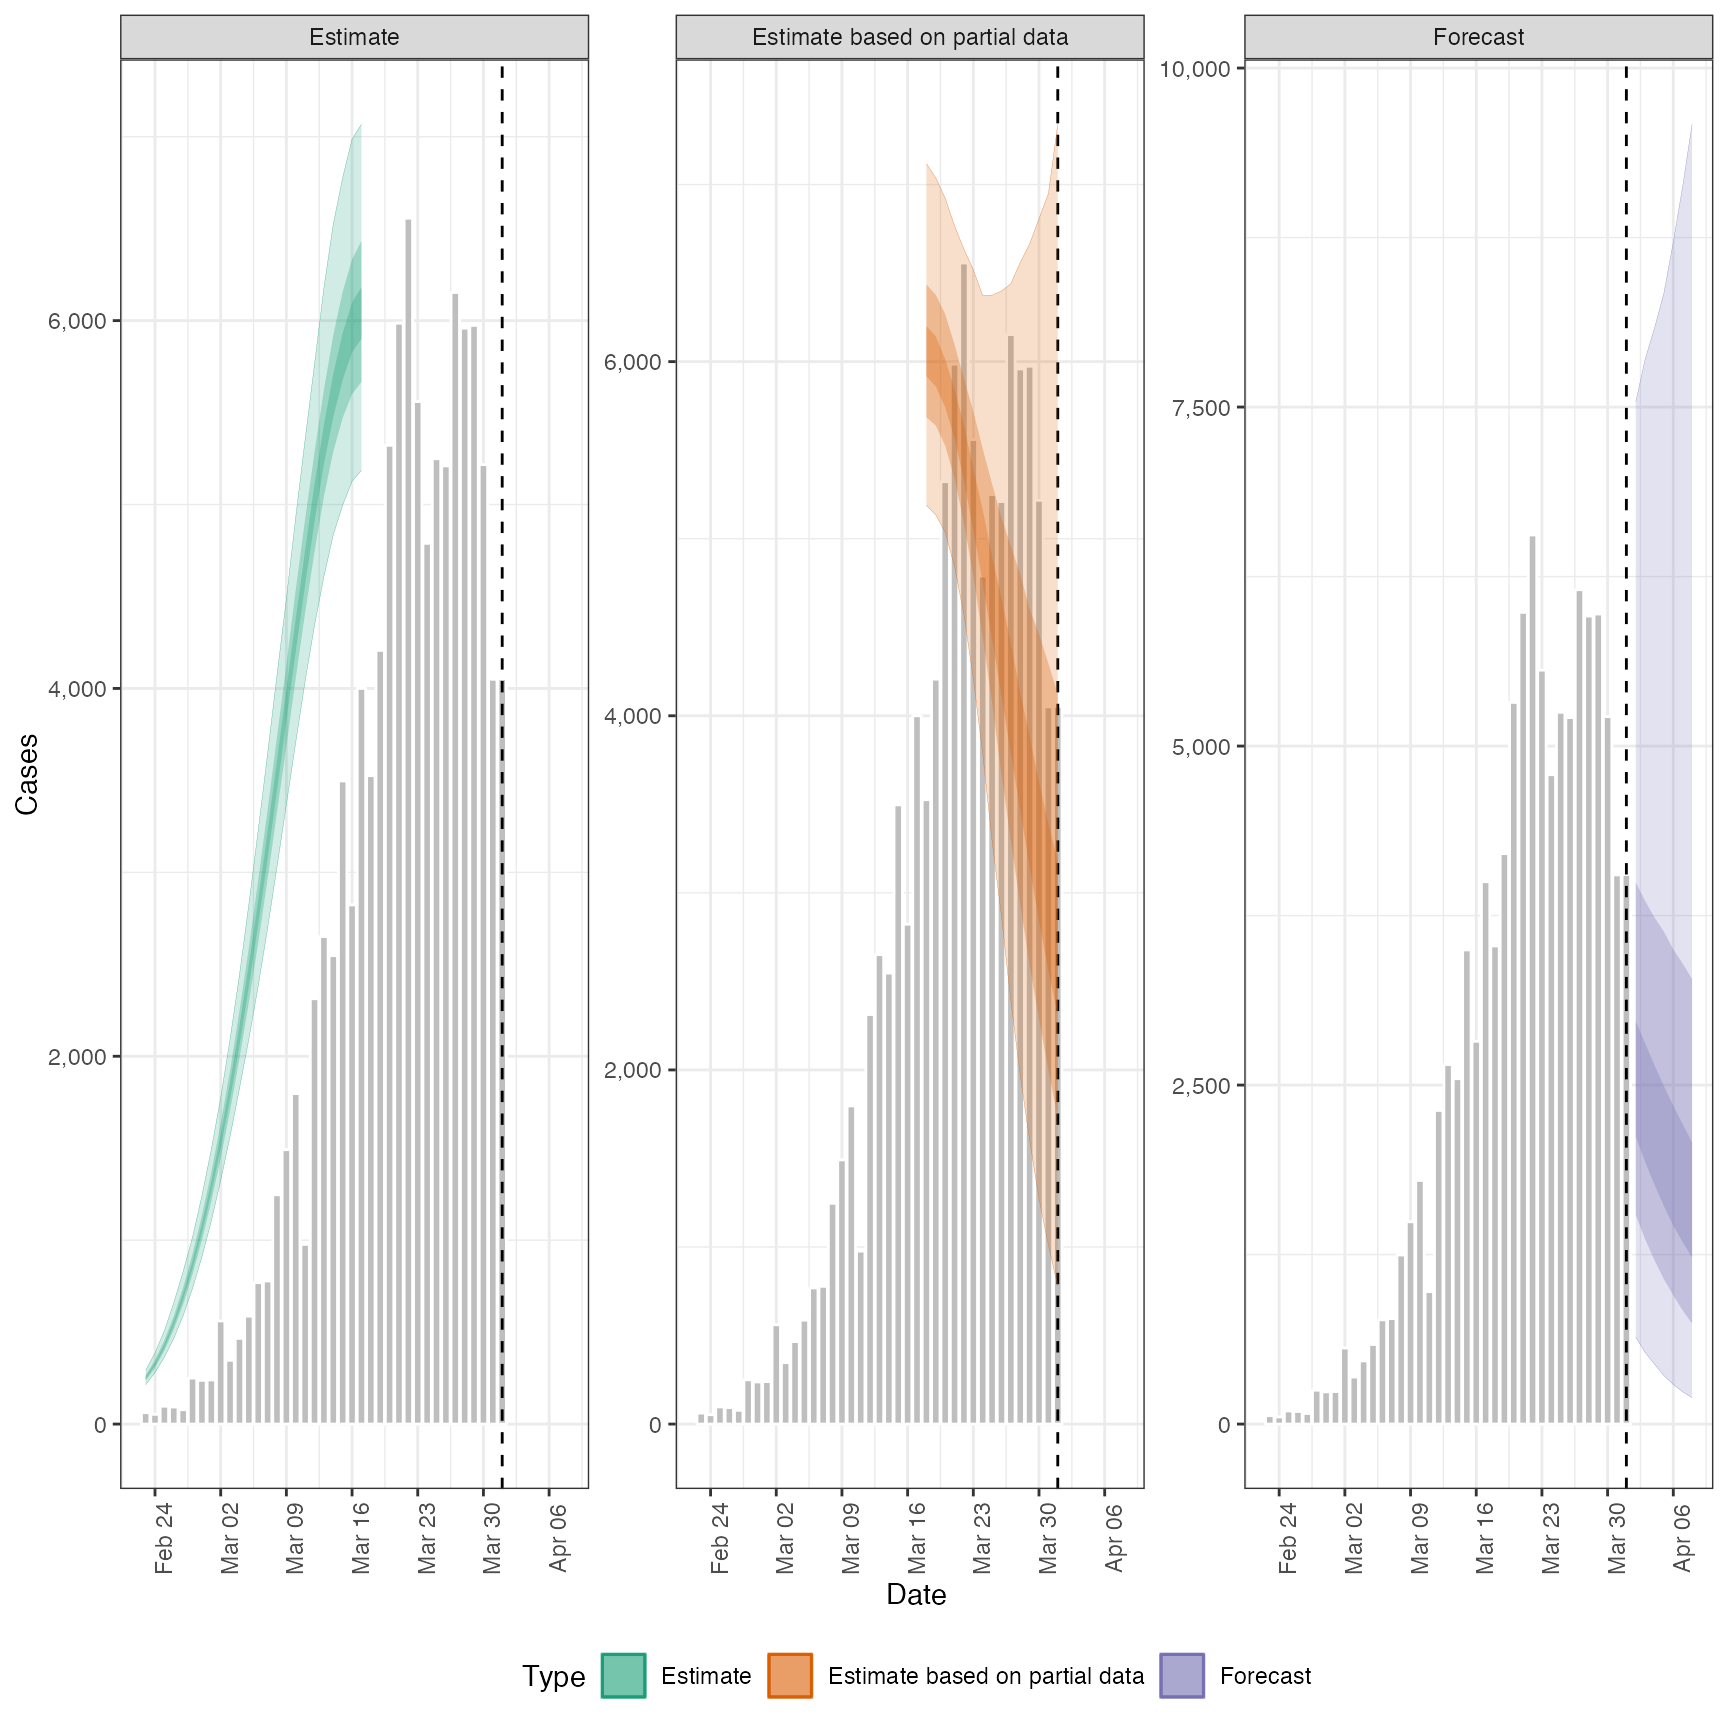 Estimate
Estimate based on partial data
Forecast
Cases
6,000
4,000
2,000
0
6,000
4,000
2,000
0
10,000
7,500
5,000
2,500
0
Feb 24
Mar 02
Mar 09
Mar 16
Mar 23
Mar 30
Apr 06
Feb 24
Mar 02
Mar 09
Mar 16
Mar 23
Mar 30
Apr 06
Feb 24
Mar 02
Mar 09
Mar 16
Mar 23
Mar 30
Apr 06
Date
Type Estimate Estimate based on partial data Forecast